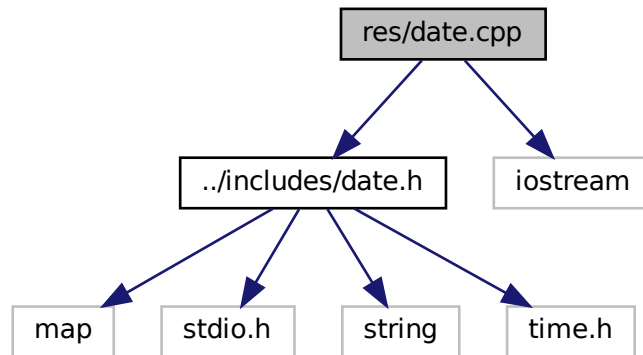 res/date.cpp
../includes/date.h
iostream
map
stdio.h
string
time.h